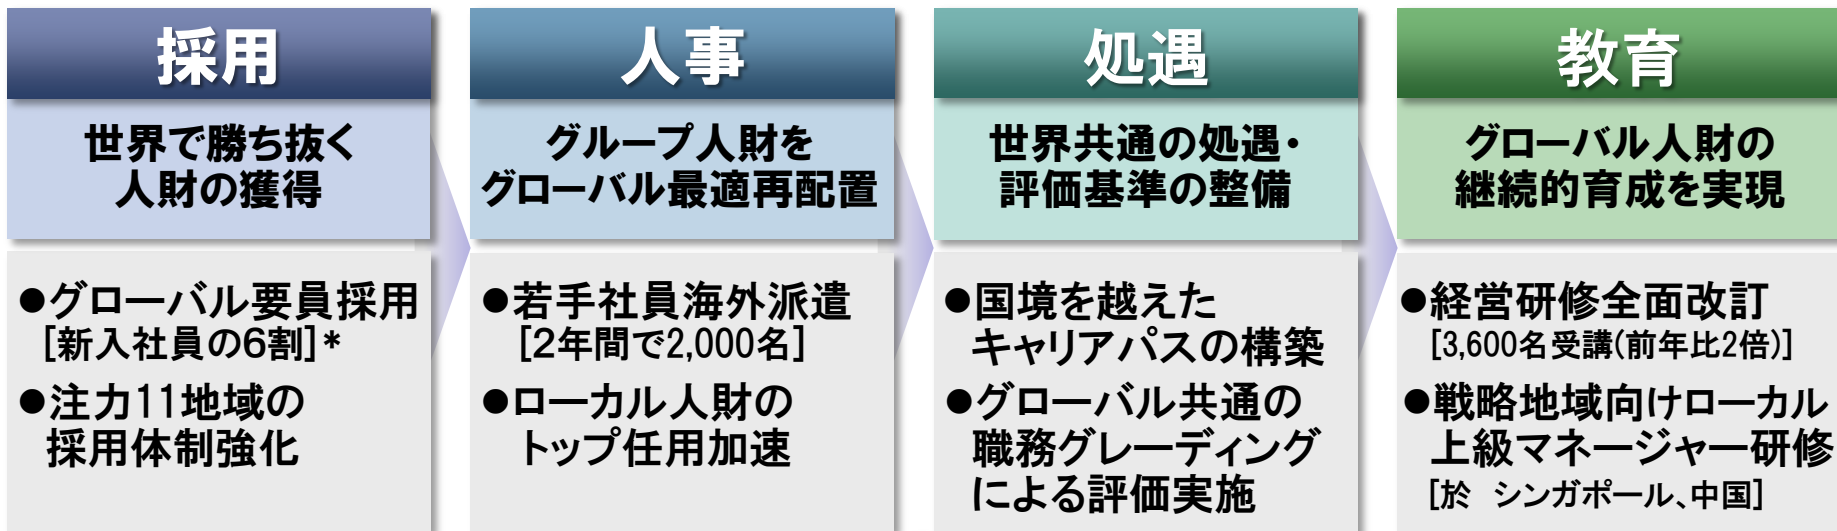 採用
世界で勝ち抜く
人財の獲得
●グローバル要員採用
[新入社員の6割]*
●注力11地域の
採用体制強化
人事
グループ人財を
グローバル最適再配置
●若手社員海外派遣
[2年間で2,000名]
●ローカル人財の
トップ任用加速
処遇
世界共通の処遇・
評価基準の整備
●国境を越えた
キャリアパスの構築
●グローバル共通の
職務グレーディング
による評価実施
教育
グローバル人財の
継続的育成を実現
●経営研修全面改訂
[3,600名受講(前年比2倍)]
●戦略地域向けローカル
上級マネージャー研修
[於 シンガポール、中国]